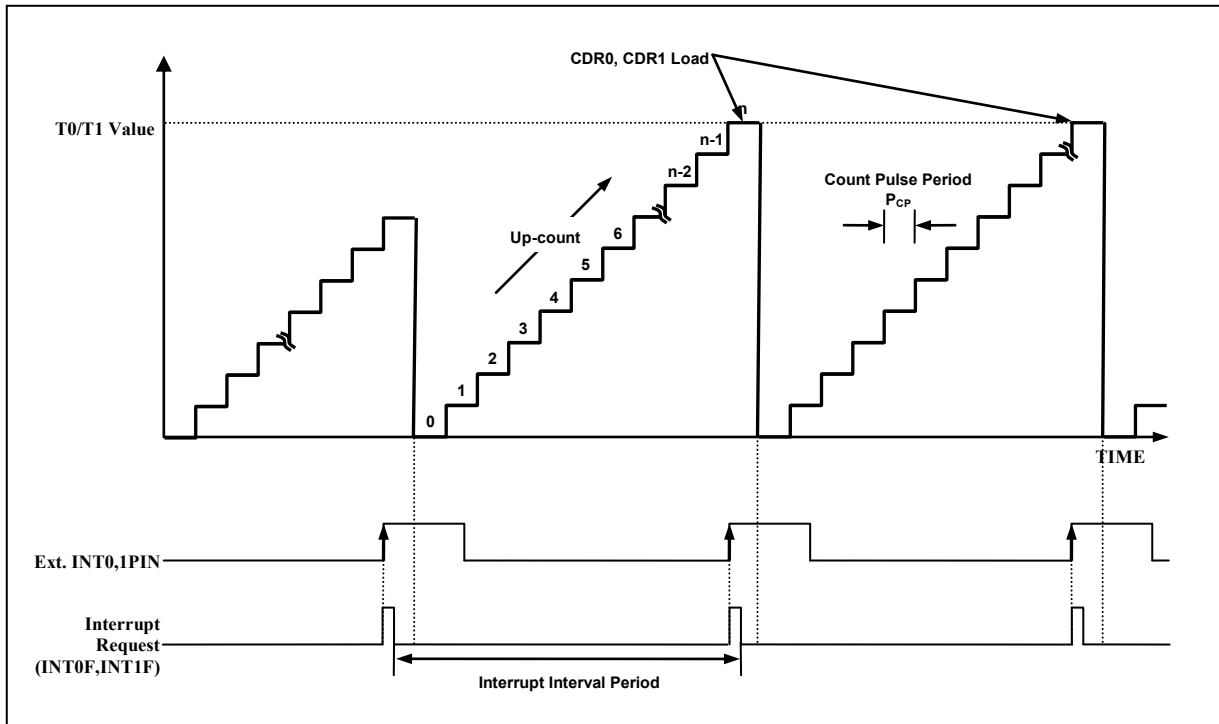 CDR0, CDR1 Load
n
T0/T1 Value
n-1
n-2
Count Pulse Period
PCP
Up-count
6
5
4
3
2
1
0
TIME
Ext. INT0,1PIN
Interrupt
Request
(INT0F,INT1F)
Interrupt Interval Period